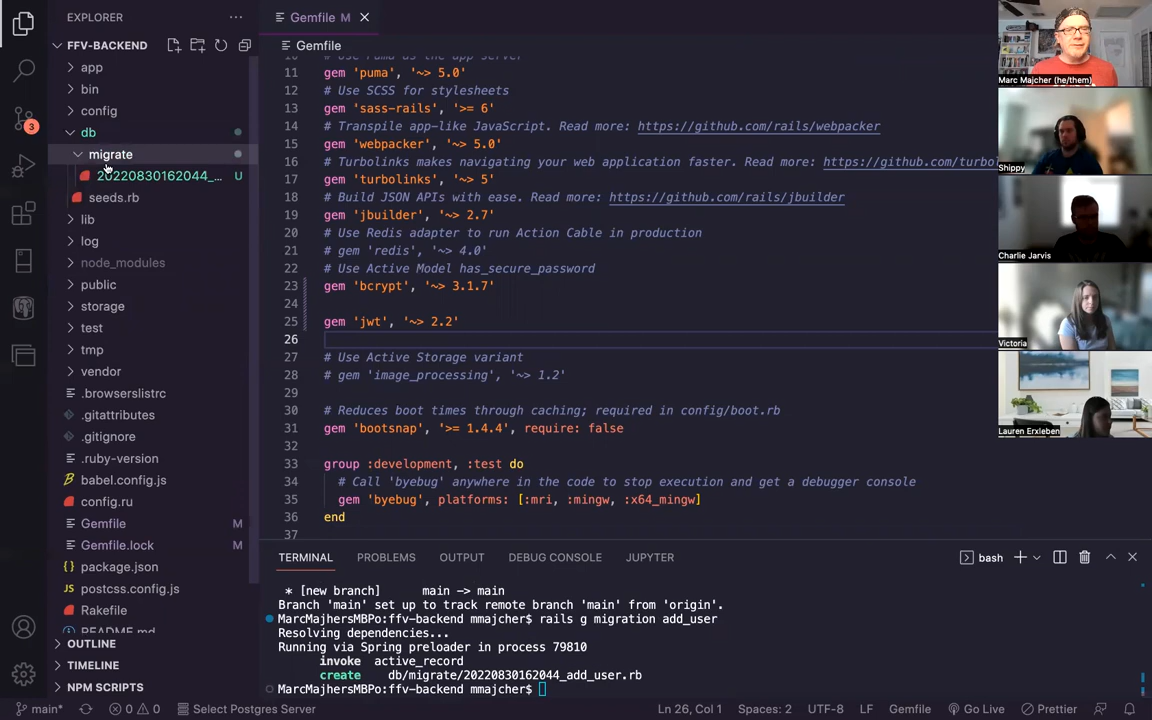 EXPLORER
FFV-BACKEND
app
bin
config
db
migrate
20220830162044_... U
seeds.rb
lib
log
node_modules
public
storage
test
tmp
vendor
.browserslistrc
.gitattributes
.gitignore
.ruby-version
babel.config.js
config.ru
Gemfile M
Gemfile.lock M
package.json
postcss.config.js
Rakefile
README.md
OUTLINE
TIMELINE
NPM SCRIPTS
3
Gemfile M
Gemfile
10 # Use Puma as the app server
11 gem 'puma', '~> 5.0'
12 # Use SCSS for stylesheets
13 gem 'sass-rails', '>= 6'
14 # Transpile app-like JavaScript. Read more: https://github.com/rails/webpacker
15 gem 'webpacker', '~> 5.0'
16 # Turbolinks makes navigating your web application faster. Read more: https://github.com/turbo
17 gem 'turbolinks', '~> 5'
18 # Build JSON APIs with ease. Read more: https://github.com/rails/jbuilder
19 gem 'jbuilder', '~> 2.7'
20 # Use Redis adapter to run Action Cable in production
21 # gem 'redis', '~> 4.0'
22 # Use Active Model has_secure_password
23 gem 'bcrypt', '~> 3.1.7'
24
25 gem 'jwt', '~> 2.2'
26
27 # Use Active Storage variant
28 # gem 'image_processing', '~> 1.2'
29
30 # Reduces boot times through caching; required in config/boot.rb
31 gem 'bootsnap', '>= 1.4.4', require: false
32
33 group :development, :test do
34 # Call 'byebug' anywhere in the code to stop execution and get a debugger console
35 gem 'byebug', platforms: [:mri, :mingw, :x64_mingw]
36 end
37
TERMINAL PROBLEMS OUTPUT DEBUG CONSOLE JUPYTER bash
* [new branch] main -> main
Branch 'main' set up to track remote branch 'main' from 'origin'.
MarcMajhersMBPo:ffv-backend mmajcher$ rails g migration add_user
Resolving dependencies...
Running via Spring preloader in process 79810
invoke active_record
create db/migrate/20220830162044_add_user.rb
MarcMajhersMBPo:ffv-backend mmajcher$
main* 0 0 Select Postgres Server Ln 26, Col 1 Spaces: 2 UTF-8 LF Gemfile Go Live Prettier
Marc Majcher (he/them)
Shippy
Charlie Jarvis
Victoria
Lauren Erxleben